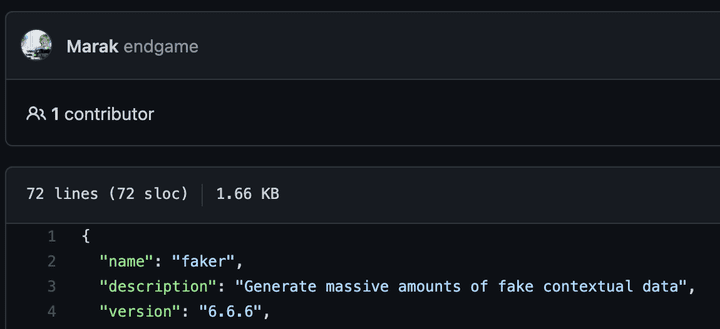 Marak endgame
1 contributor
72 lines (72 sloc) 1.66 KB
1 {
2 "name": "faker",
3 "description": "Generate massive amounts of fake contextual data",
4 "version": "6.6.6",